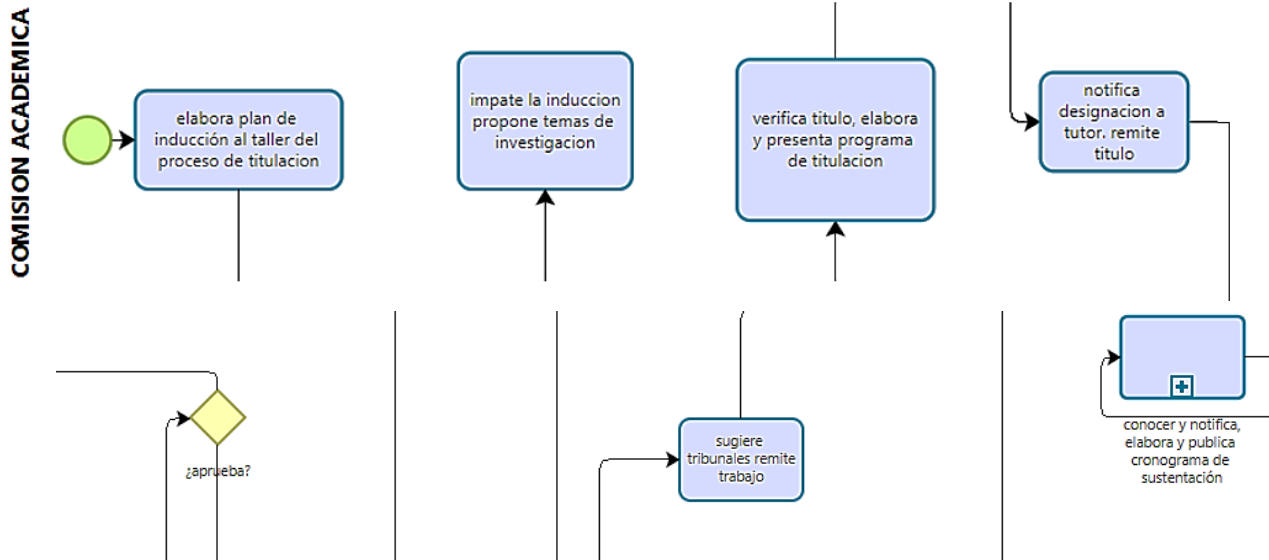 COMISION ACADEMICA
elabora plan de
inducción al taller del
proceso de titulacion
impate la induccion
propone temas de
investigacion
verifica titulo, elabora
y presenta programa
de titulacion
notifica
designacion a
tutor. remite
titulo
¿aprueba?
sugiere
tribunales remite
trabajo
conocer y notifica,
elabora y publica
cronograma de
sustentación